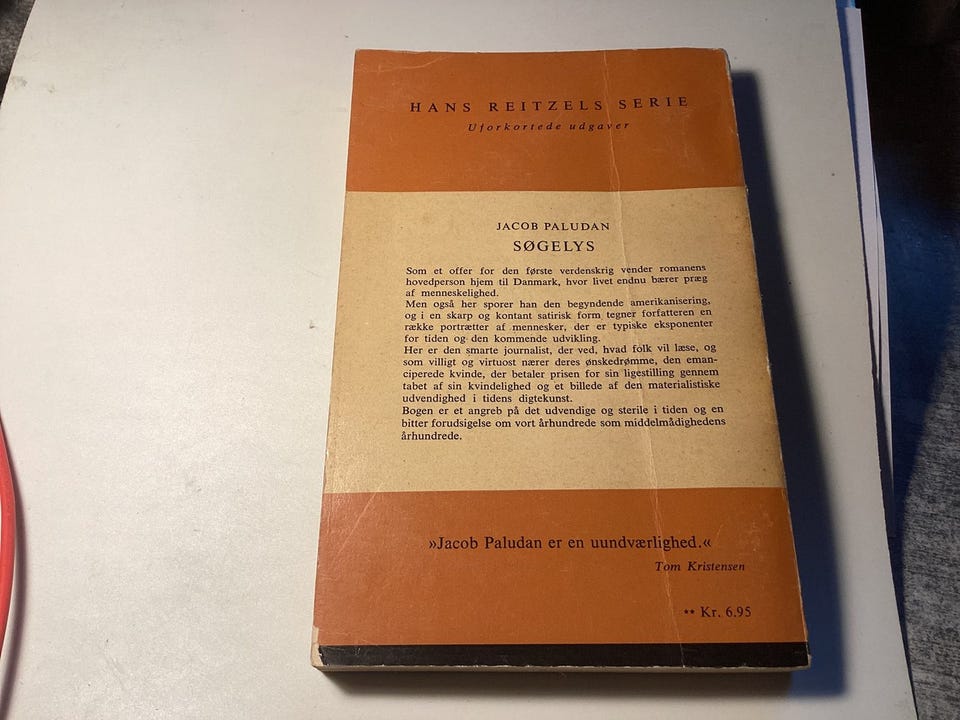 HANS REITZELS SERIE
Uforkortede udgaver
JACOB PALUDAN
SØGELYS
Som et offer for den første verdenskrig vender romanens
hovedperson hjem til Danmark, hvor livet endnu bærer præg
af menneskelighed.
Men også her sporer han den begyndende amerikanisering,
og i en skarp og kontant satirisk form tegner forfatteren en
række portrætter af mennesker, der er typiske eksponenter
for tiden og den kommende udvikling.
Her er den smarte journalist, der ved, hvad folk vil læse, og
som villigt og virtuost nærer deres ønskedrømme, den eman-
ciperede kvinde, der betaler prisen for sin ligestilling gennem
tabet af sin kvindelighed og et billede af den materialistiske
udvendighed i tidens digtekunst.
Bogen er et angreb på det udvendige og sterile i tiden og en
bitter forudsigelse om vort århundrede som middelmådighedens
århundrede.
»Jacob Paludan er en uundværlighed.«
Tom Kristensen
** Kr. 6.95